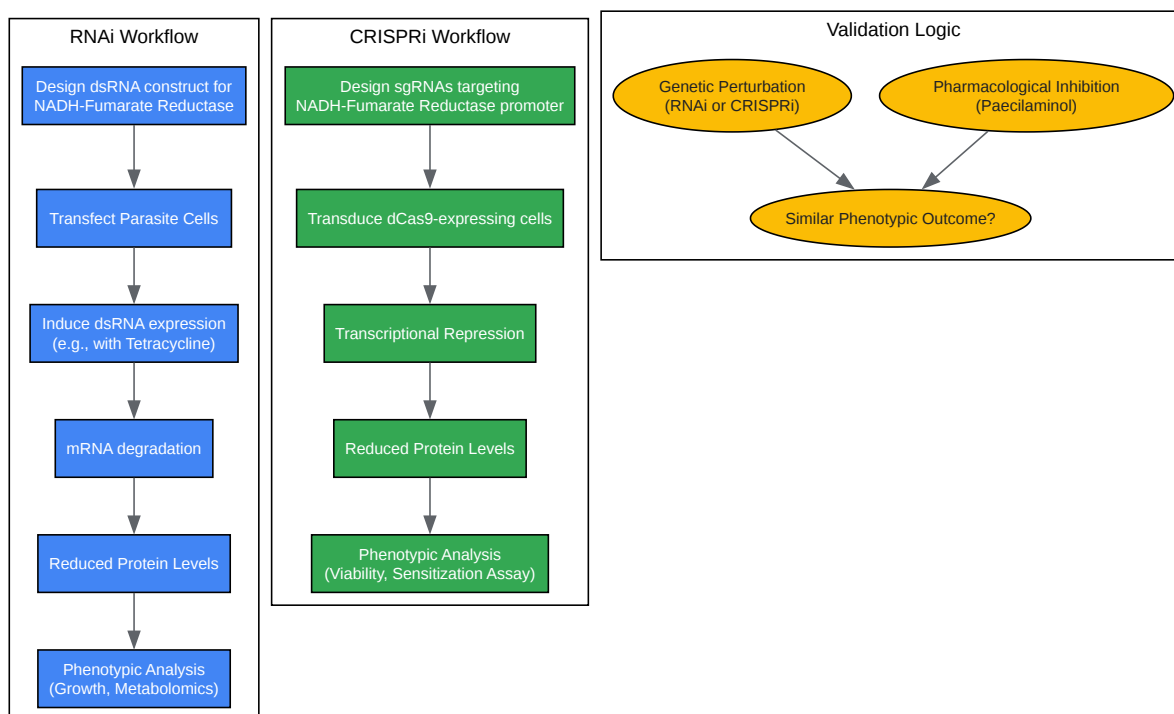 RNAi Workflow
Design dsRNA construct for
NADH-Fumarate Reductase
Transfect Parasite Cells
Induce dsRNA expression
(e.g., with Tetracycline)
mRNA degradation
Reduced Protein Levels
Phenotypic Analysis
(Growth, Metabolomics)
CRISPRi Workflow
Design sgRNAs targeting
NADH-Fumarate Reductase promoter
Transduce dCas9-expressing cells
Transcriptional Repression
Reduced Protein Levels
Phenotypic Analysis
(Viability, Sensitization Assay)
Validation Logic
Genetic Perturbation
(RNAi or CRISPRi)
Pharmacological Inhibition
(Paecilaminol)
Similar Phenotypic Outcome?